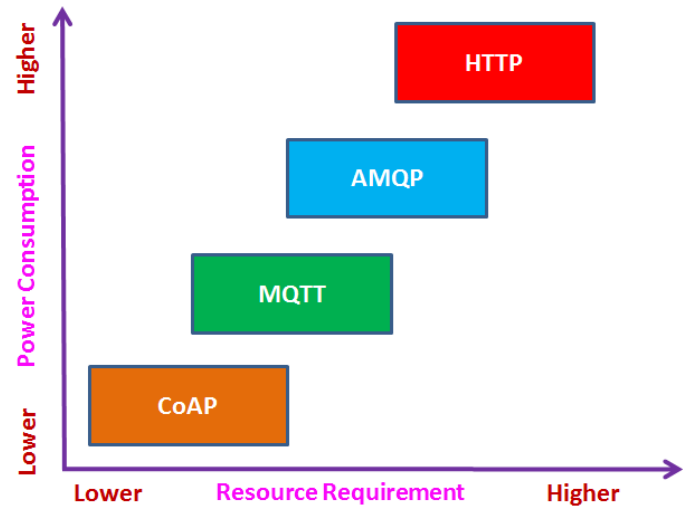 Higher
HTTP
Power Consumption
AMQP
MQTT
CoAP
Lower
Lower
Resource Requirement
Higher